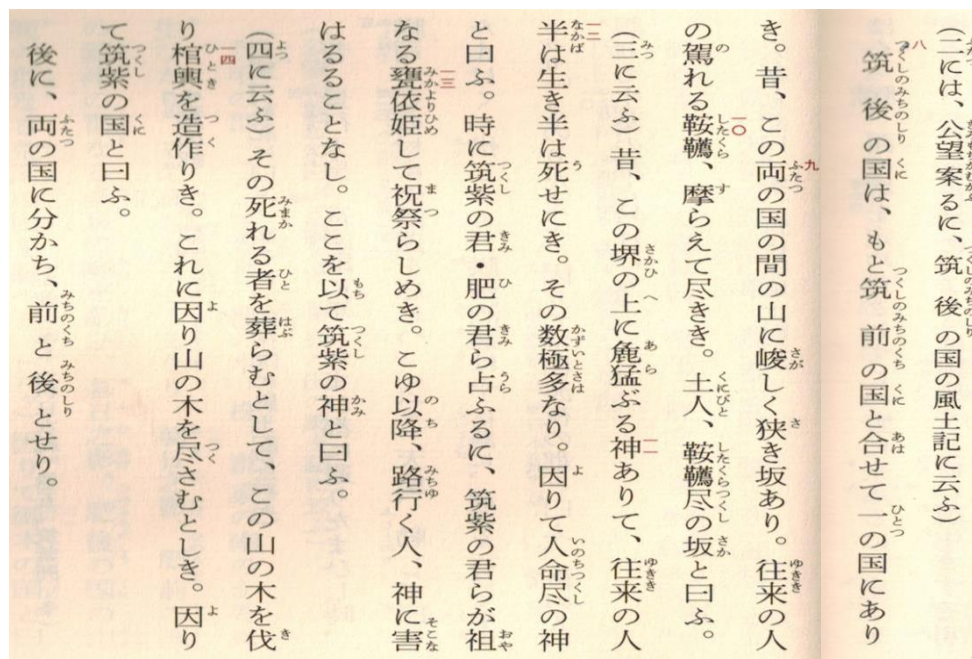 (二には、公望案るに、筑後の国の風土記に云ふ)
筑後の国は、もと筑前の国と合せて一の国にあり
き。昔、この両の国の間の山に峻しく狭き坂あり。往来の人
の駕れる鞍韉、摩らえて尽きき。土人、鞍韉尽の坂と曰ふ。
(三に云ふ)昔、この堺の上に麁猛ぶる神ありて、往来の人
半は生き半は死せにき。その数極多なり。因りて人命尽の神
と曰ふ。時に筑紫の君・肥の君ら占ふるに、筑紫の君らが祖
なる甕依姫して祝祭らしめき。こゆ以降、路行く人、神に害
はるることなし。ここを以て筑紫の神と曰ふ。
(四に云ふ)その死れる者を葬らむとして、この山の木を伐
り棺輿を造作りき。これに因り山の木を尽さむとしき。因り
て筑紫の国と曰ふ。
後に、両の国に分かち、前と後とせり。